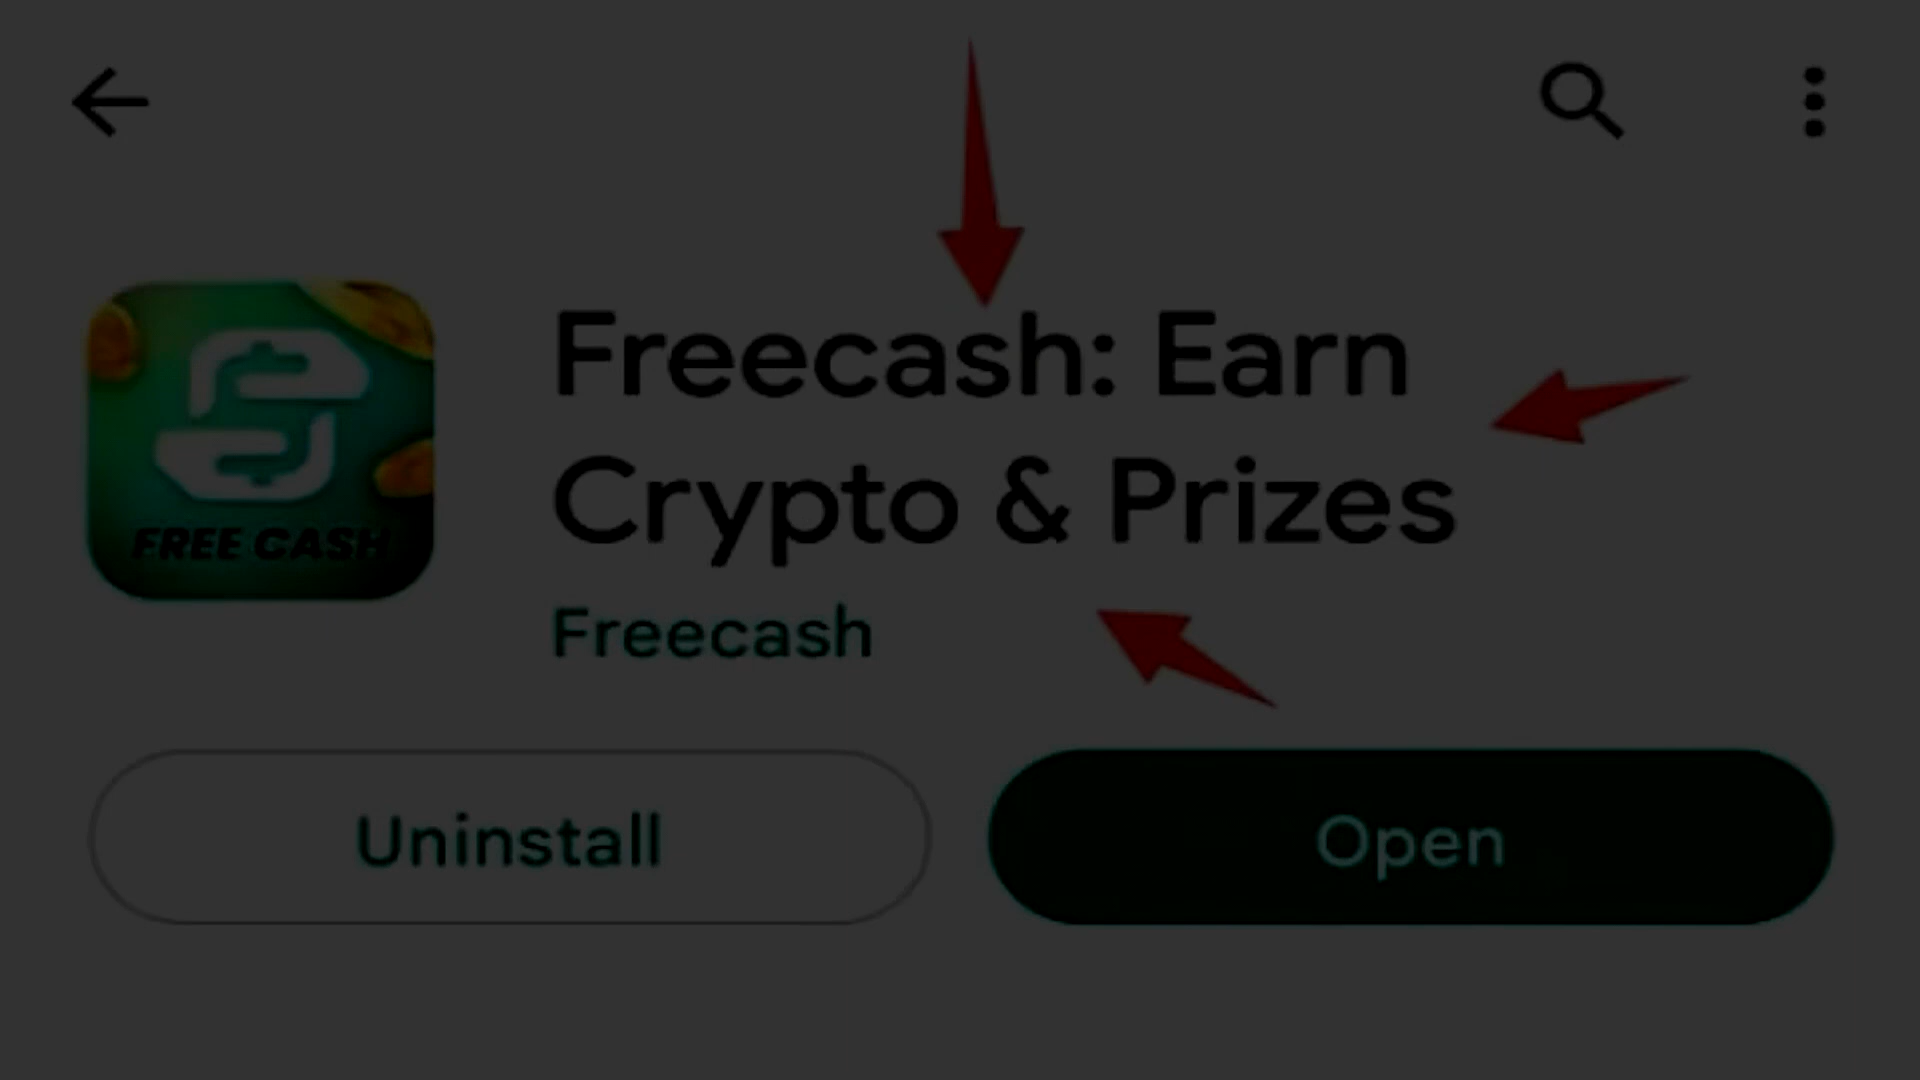 FREE CASH
Freecash: Earn
Crypto & Prizes
Freecash
Uninstall
Open